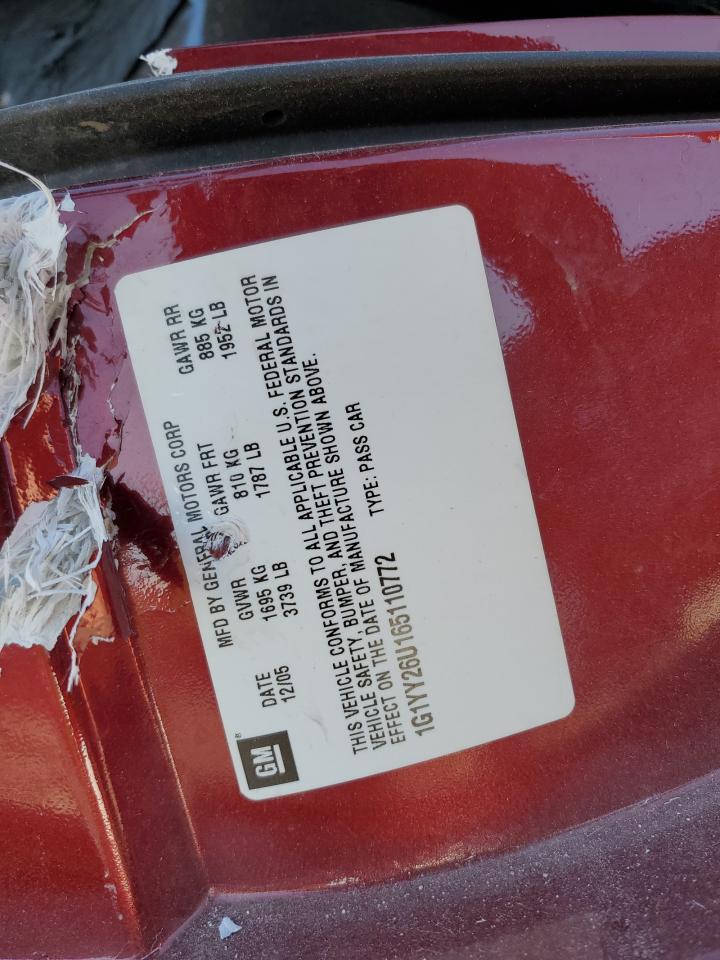 GM ®
MFD BY GENERAL MOTORS CORP
DATE GVWR GAWR FRT GAWR RR
12/05 1695 KG 810 KG 885 KG
3739 LB 1787 LB 1952 LB
THIS VEHICLE CONFORMS TO ALL APPLICABLE U.S. FEDERAL MOTOR
VEHICLE SAFETY, BUMPER, AND THEFT PREVENTION STANDARDS IN
EFFECT ON THE DATE OF MANUFACTURE SHOWN ABOVE.
1G1YY26U165110772 TYPE: PASS CAR